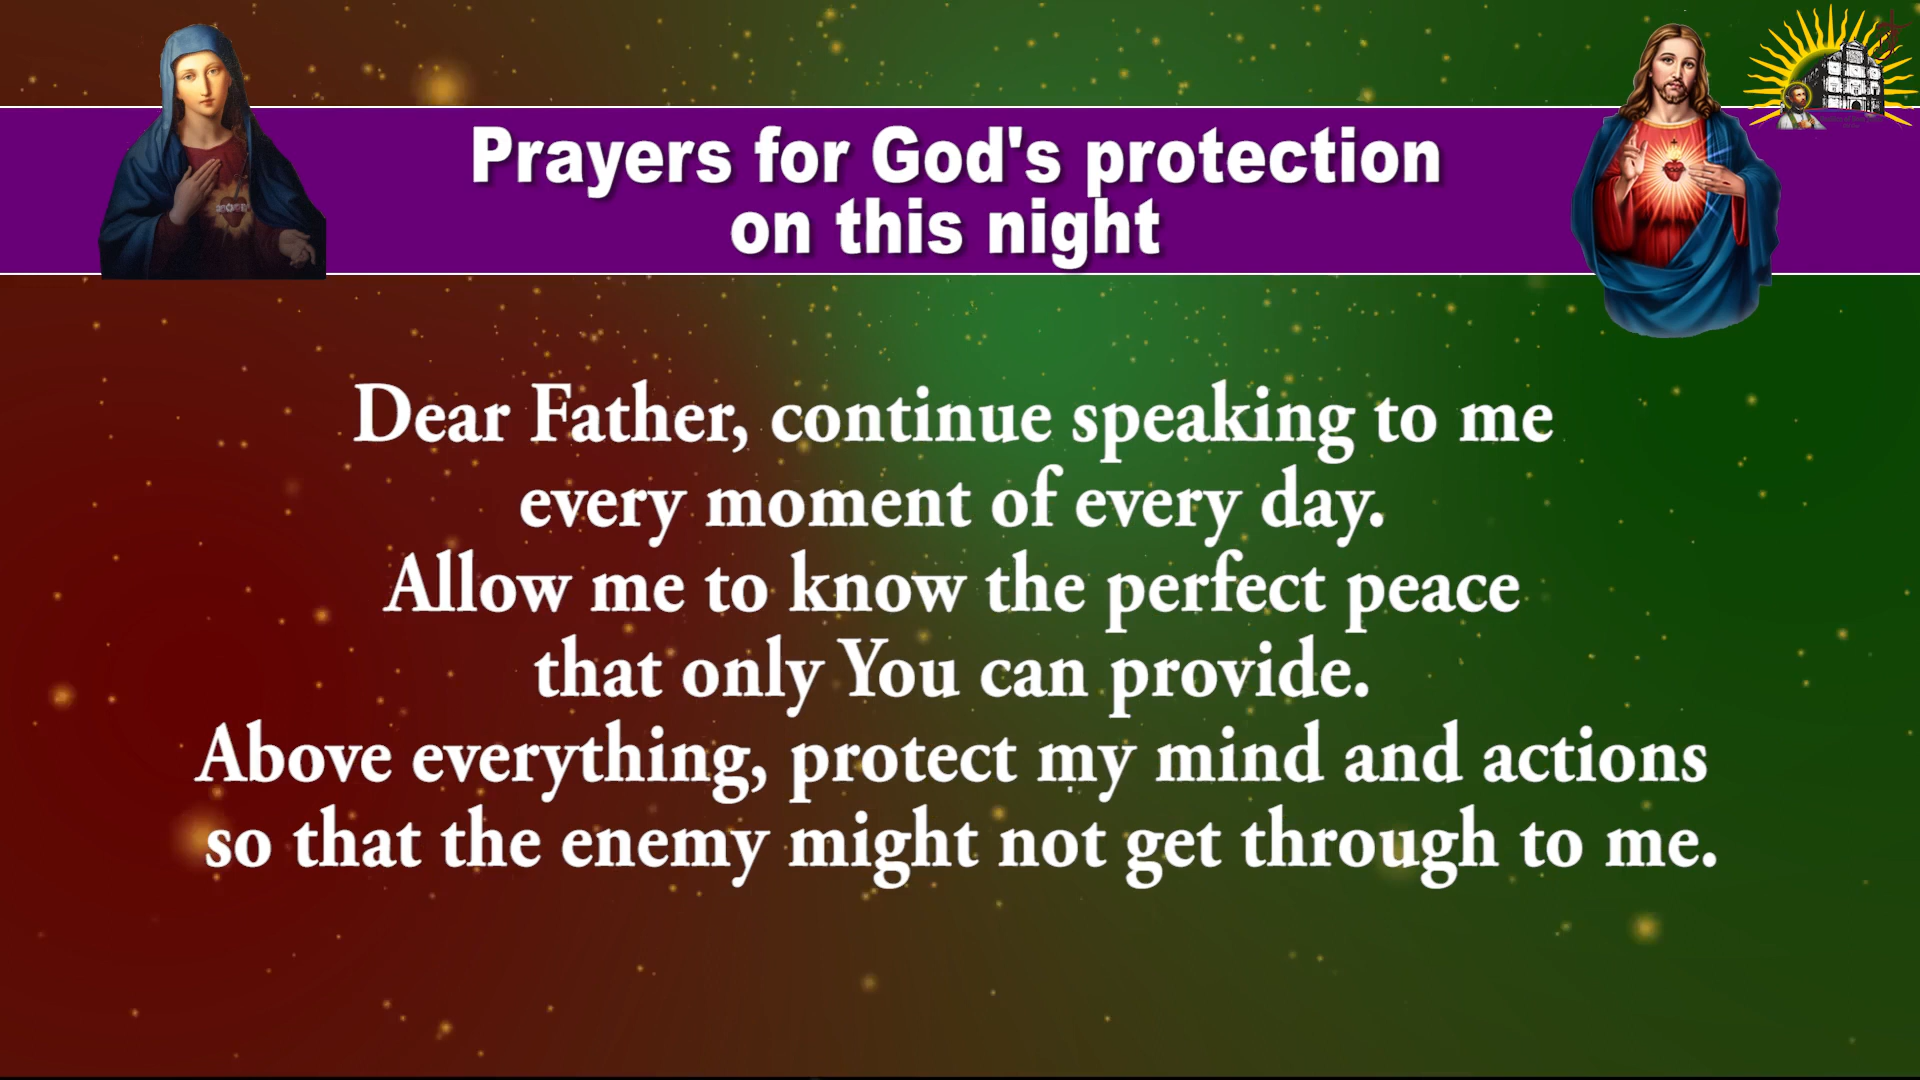 Prayers for God's protection
on this night
Dear Father, continue speaking to me
every moment of every day.
Allow me to know the perfect peace
that only You can provide.
Above everything, protect my mind and actions
so that the enemy might not get through to me.